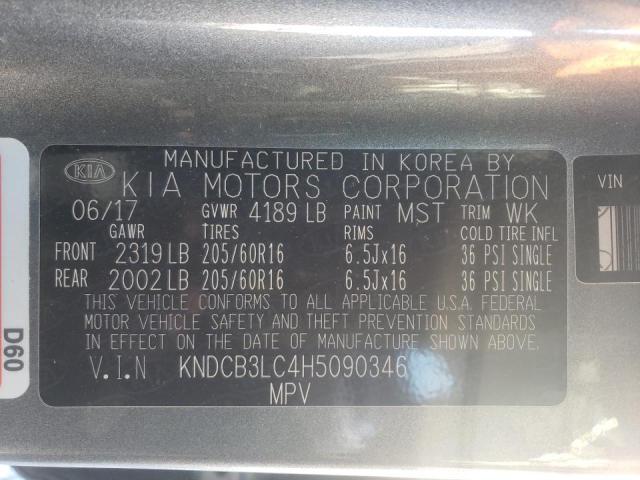 MANUFACTURED IN KOREA BY
KIA KIA MOTORS CORPORATION
06/17 GVWR 4189 LB PAINT MST TRIM WK
GAWR TIRES RIMS COLD TIRE INFL
FRONT 2319 LB 205/60R16 6.5Jx16 36 PSI SINGLE
REAR 2002 LB 205/60R16 6.5Jx16 36 PSI SINGLE
THIS VEHICLE CONFORMS TO ALL APPLICABLE U.S.A. FEDERAL
MOTOR VEHICLE SAFETY AND THEFT PREVENTION STANDARDS
IN EFFECT ON THE DATE OF MANUFACTURE SHOWN ABOVE.
V.I.N KNDCB3LC4H5090346
MPV
D60
VIN